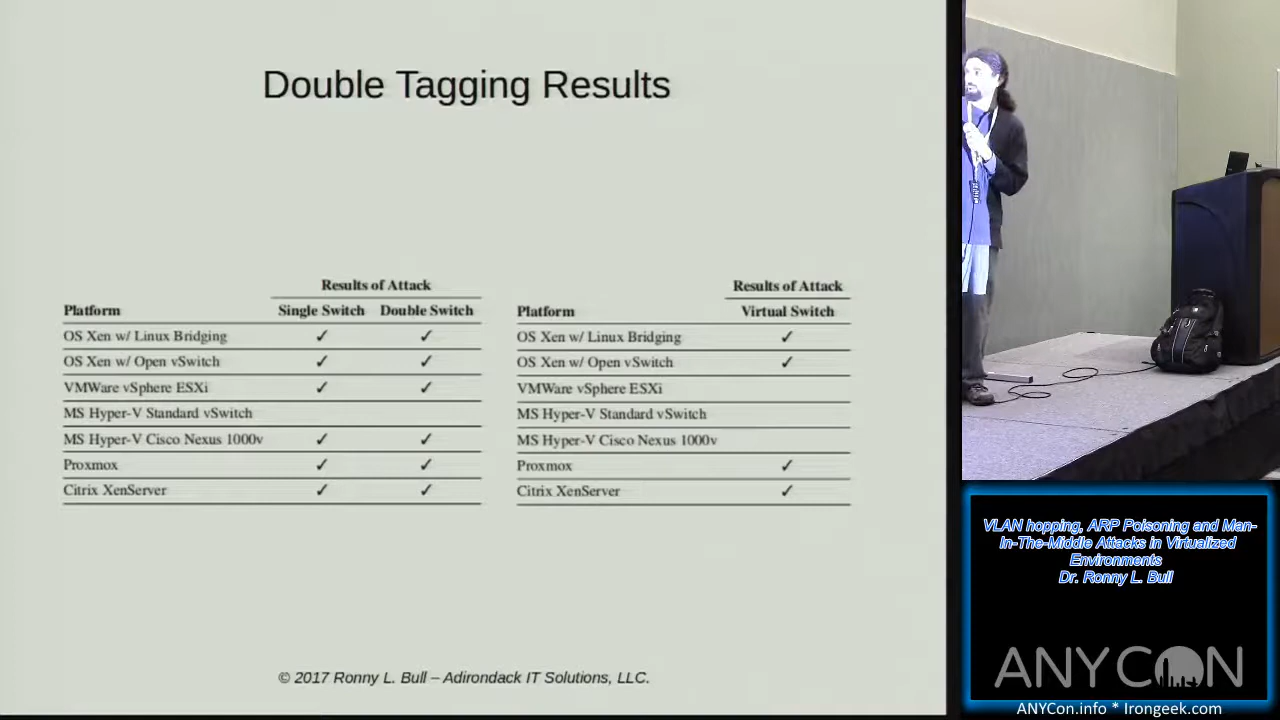 Double Tagging Results
Results of Attack
Platform Single Switch Double Switch
OS Xen w/ Linux Bridging ✓ ✓
OS Xen w/ Open vSwitch ✓ ✓
VMWare vSphere ESXi ✓ ✓
MS Hyper-V Standard vSwitch
MS Hyper-V Cisco Nexus 1000v ✓ ✓
Proxmox ✓ ✓
Citrix XenServer ✓ ✓
Results of Attack
Platform Virtual Switch
OS Xen w/ Linux Bridging ✓
OS Xen w/ Open vSwitch ✓
VMWare vSphere ESXi
MS Hyper-V Standard vSwitch
MS Hyper-V Cisco Nexus 1000v
Proxmox ✓
Citrix XenServer ✓
© 2017 Ronny L. Bull – Adirondack IT Solutions, LLC.
VLAN hopping, ARP Poisoning and Man-
In-The-Middle Attacks in Virtualized
Environments
Dr. Ronny L. Bull
ANYCON
ANYCon.info * Irongeek.com